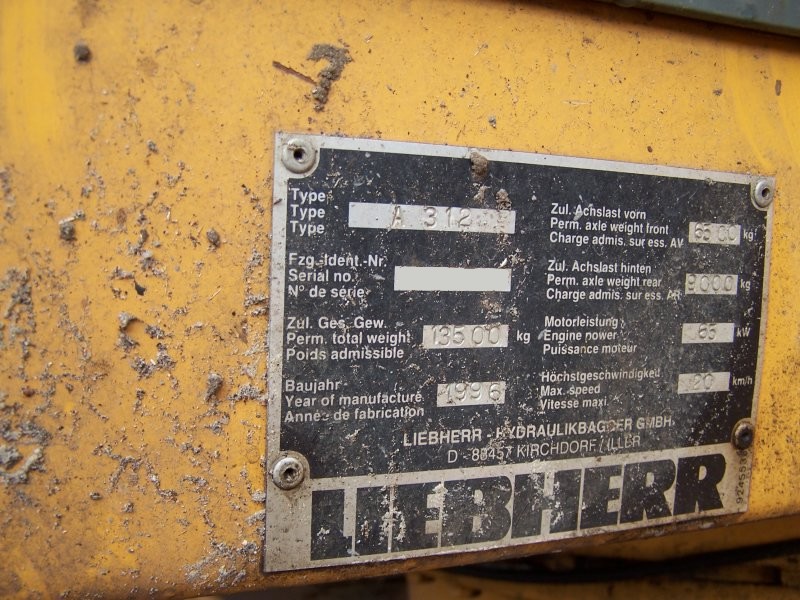 Type
Type A 312
Type
Fzg.-Ident.-Nr.
Serial no.
N° de série
Zul. Ges. Gew.
Perm. total weight 13500 kg
Poids admissible
Baujahr
Year of manufacture 1996
Année de fabrication
Zul. Achslast vorn
Perm. axle weight front 6500 kg
Charge admis. sur ess. AV
Zul. Achslast hinten
Perm. axle weight rear 9000 kg
Charge admis. sur ess. AR
Motorleistung
Engine power 65 kW
Puissance moteur
Höchstgeschwindigkeit
Max. speed 20 km/h
Vitesse maxi.
LIEBHERR - HYDRAULIKBAGGER GMBH
D - 88457 KIRCHDORF / ILLER
LIEBHERR